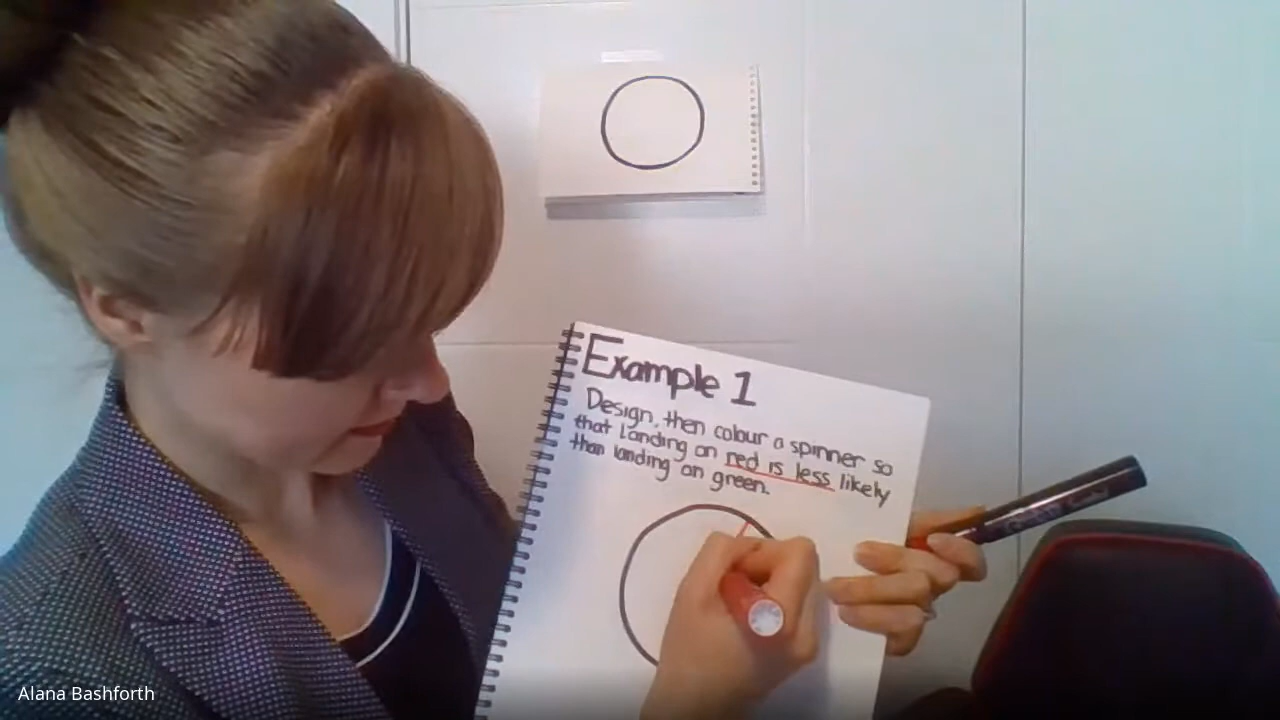 Example 1
Design, then colour a spinner so
that landing on red is less likely
than landing on green.
Alana Bashforth